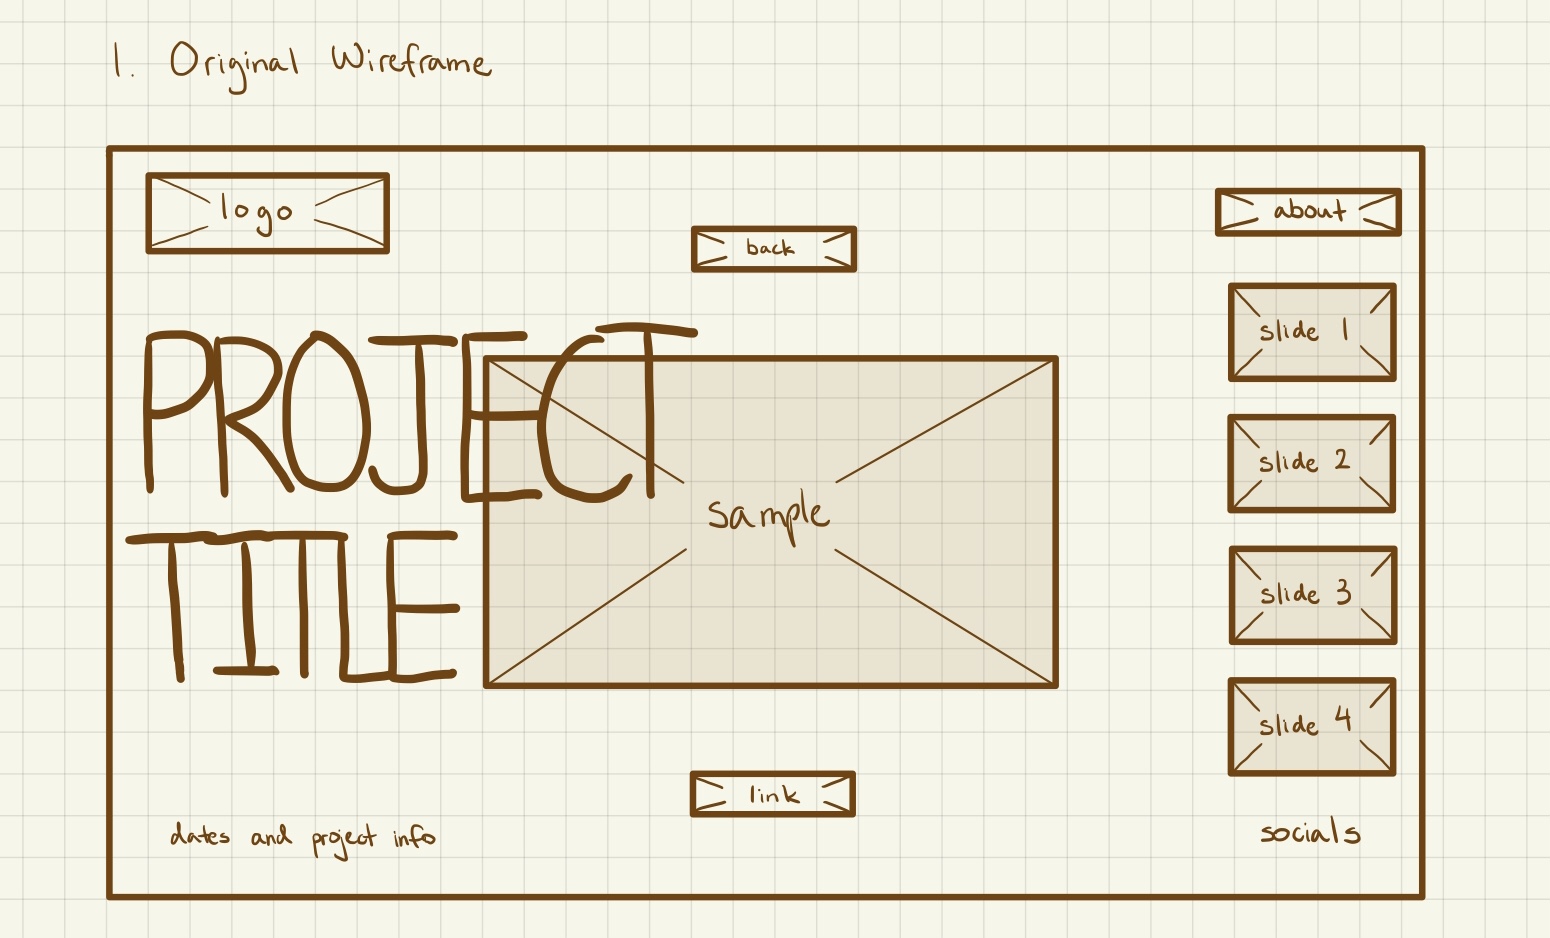 1. Original Wireframe
logo
about
back
PROJECT
TITLE
sample
slide 1
slide 2
slide 3
slide 4
link
dates and project info
socials